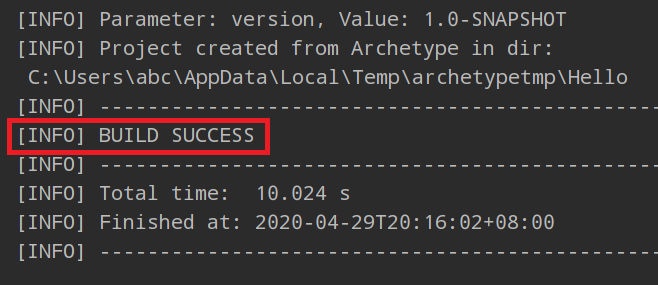 [INFO] Parameter: version, Value: 1.0-SNAPSHOT
[INFO] Project created from Archetype in dir:
C:\Users\abc\AppData\Local\Temp\archetypetmp\Hello
[INFO] ------------------------------------------------------
[INFO] BUILD SUCCESS
[INFO] ------------------------------------------------------
[INFO] Total time:  10.024 s
[INFO] Finished at: 2020-04-29T20:16:02+08:00
[INFO] ------------------------------------------------------